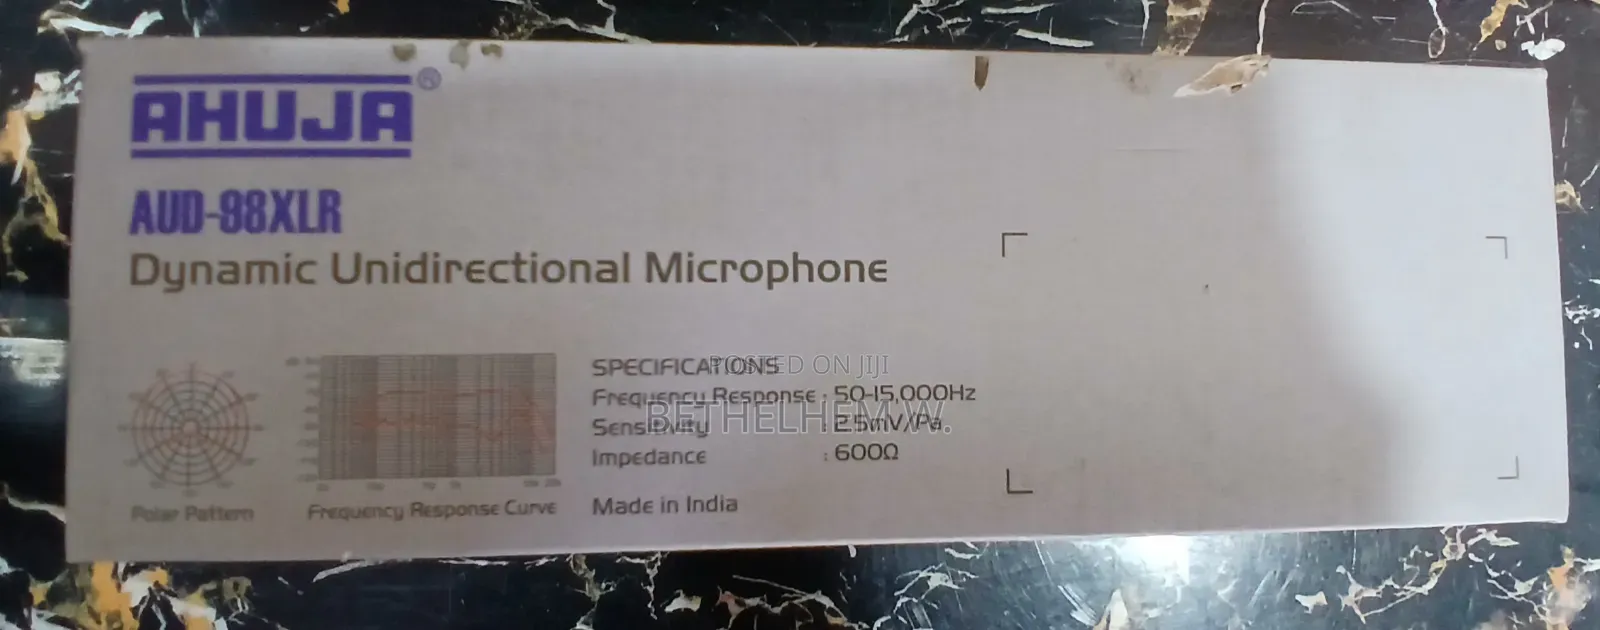 AHUJA®
AUD-98XLR
Dynamic Unidirectional Microphone
SPECIFICATIONS
POSTED ON JIJI
Frequency Response : 50-15,000Hz
BETHELHEM W.
Sensitivity : 2.5mV/Pa
Impedance : 600Ω
Made in India
Polar Pattern
Frequency Response Curve